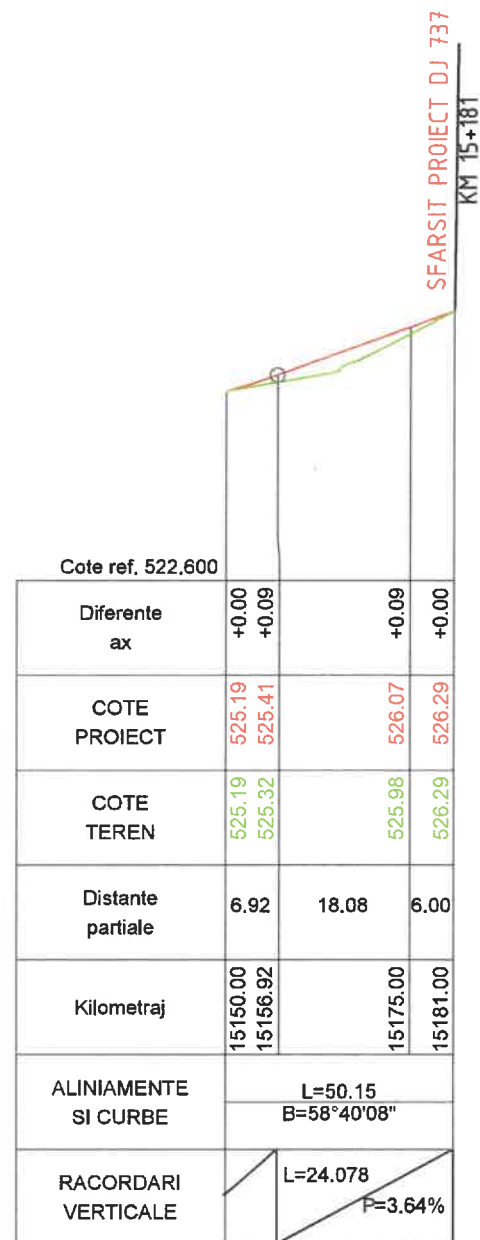 SFARSIT PROIECT DJ 737
KM 15+181
Cote ref. 522.600
Diferente
ax
+0.00
+0.09
+0.09
+0.00
COTE
PROIECT
525.19
525.41
526.07
526.29
COTE
TEREN
525.19
525.32
525.98
526.29
Distante
partiale
6.92 18.08 6.00
Kilometraj
15150.00
15156.92
15175.00
15181.00
ALINIAMENTE
SI CURBE
L=50.15
B=58°40'08"
RACORDARI
VERTICALE
L=24.078
P=3.64%